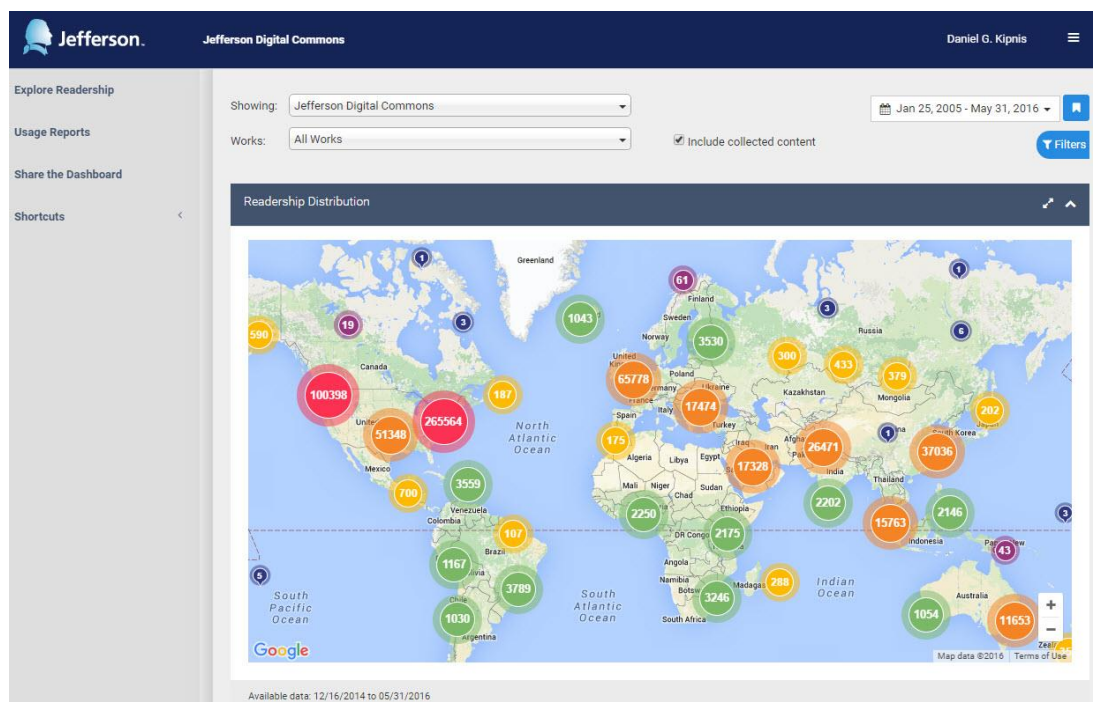 Jefferson.
Jefferson Digital Commons
Daniel G. Kipnis
Explore Readership
Usage Reports
Share the Dashboard
Shortcuts
Showing: Jefferson Digital Commons
Jan 25, 2005 - May 31, 2016
Works: All Works
Include collected content
Filters
Readership Distribution
1
Greenland
61
1
Finland
1043
3
19
3
Sweden
Russia
6
590
Norway
3530
300
433
379
Canada
United
65778
Poland
Ukraine
Kazakhstan
Mongolia
100398
187
France
17474
202
265564
Spain
Italy
Turkey
1
South Korea
51348
North
Atlantic
Ocean
175
Iraq
Iran
26471
37036
Algeria
Libya
Egypt
17328
India
Mexico
3559
Mali
Niger
Chad
Sudan
Thailand
700
Venezuela
2250
Ethiopia
2202
2146
3
Colombia
107
DR Congo
2175
15763
Indonesia
Brazil
43
1167
Angola
5
3789
Namibia
Madagas
288
Indian
Ocean
South
Pacific
Ocean
South
Atlantic
Ocean
Botsw
3246
Australia
1030
South Africa
1054
11653
+
Argentina
−
Google
Map data ©2016 Terms of Use
Available data: 12/16/2014 to 05/31/2016